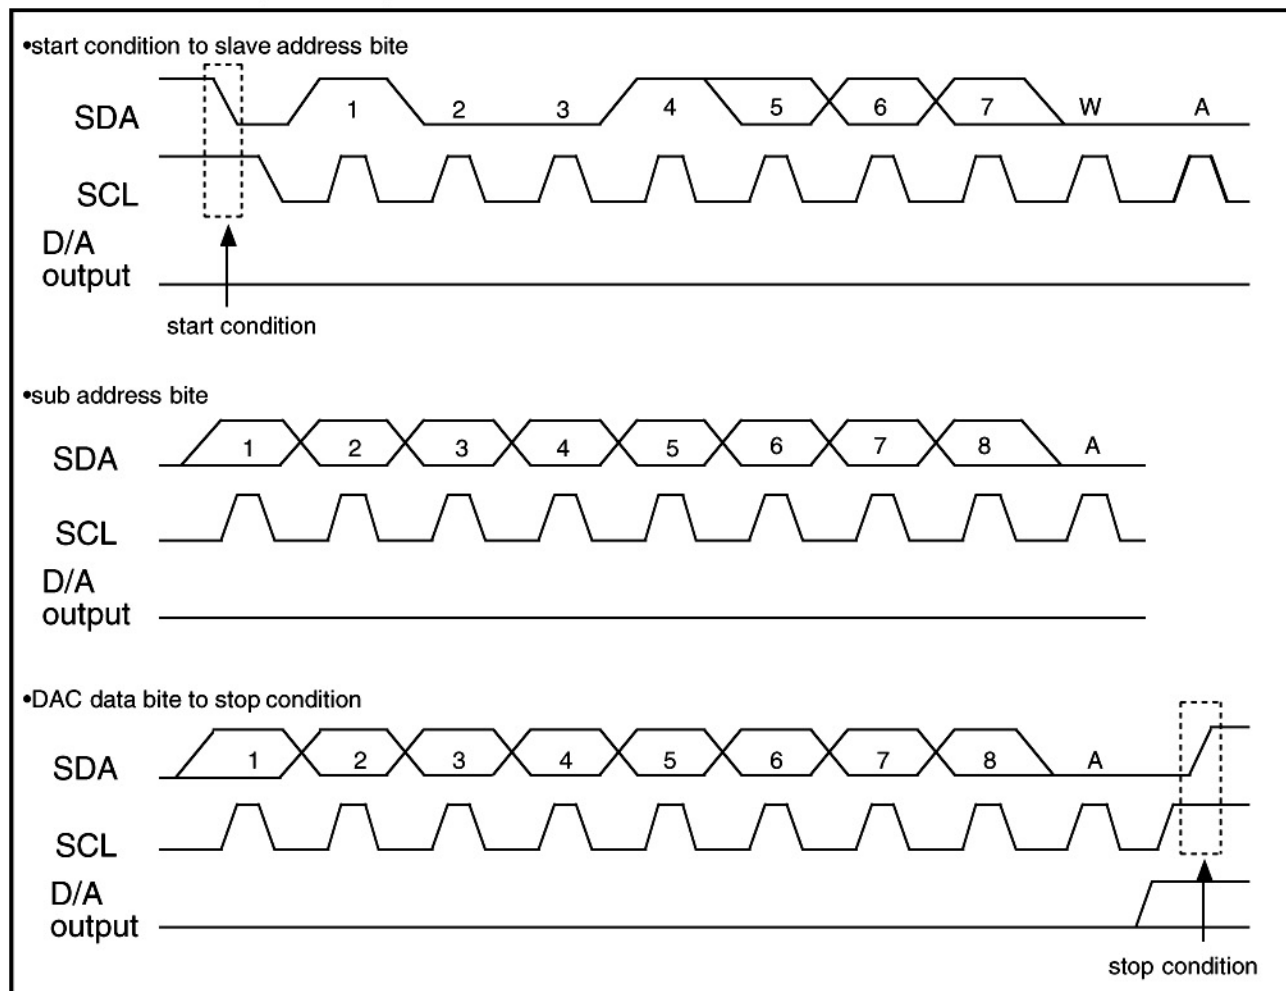 •start condition to slave address bite
SDA 1 2 3 4 5 6 7 W A
SCL
D/A
output
start condition
•sub address bite
SDA 1 2 3 4 5 6 7 8 A
SCL
D/A
output
•DAC data bite to stop condition
SDA 1 2 3 4 5 6 7 8 A
SCL
D/A
output
stop condition